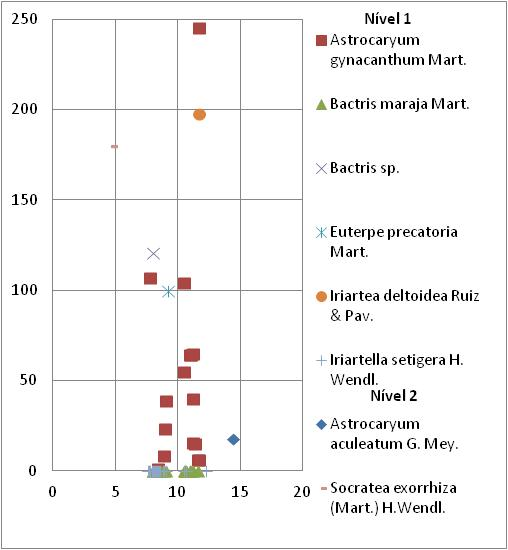 250
200
150
100
50
0
0 5 10 15 20
Nível 1
Astrocaryum
gynacanthum Mart.
Bactris maraja Mart.
Bactris sp.
Euterpe precatoria
Mart.
Iriartea deltoidea Ruiz
& Pav.
Iriartella setigera H.
Wendl.
Nível 2
Astrocaryum
aculeatum G. Mey.
Socratea exorrhiza
(Mart.) H.Wendl.